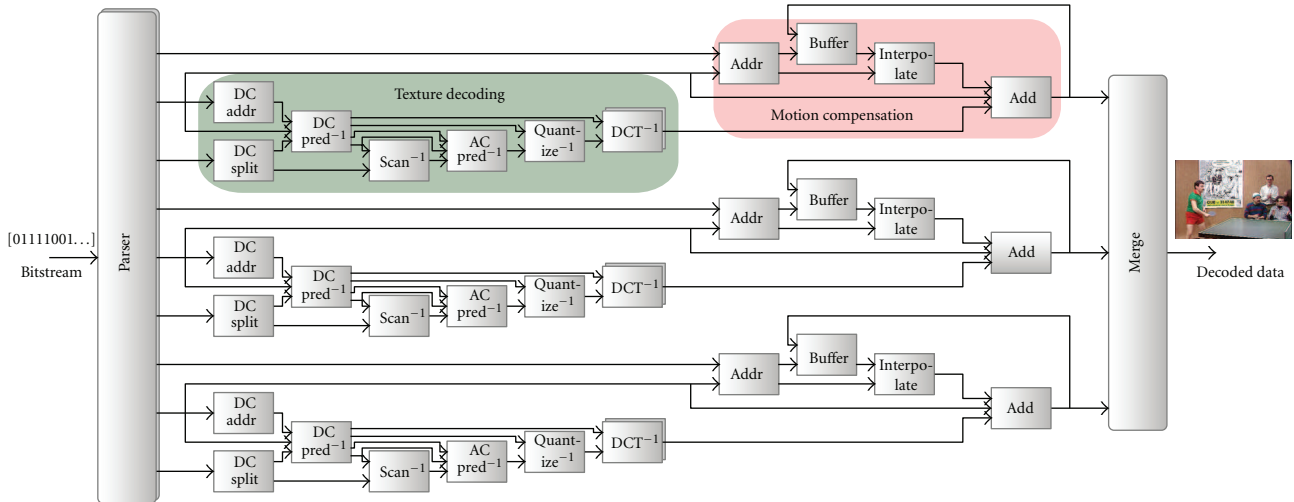 [01111001...]
Bitstream
Parser
Texture decoding
DC
addr
DC
split
DC
pred⁻¹
Scan⁻¹
AC
pred⁻¹
Quant-
ize⁻¹
DCT⁻¹
Addr
Buffer
Interpo-
late
Add
Motion compensation
DC
addr
DC
split
DC
pred⁻¹
Scan⁻¹
AC
pred⁻¹
Quant-
ize⁻¹
DCT⁻¹
Addr
Buffer
Interpo-
late
Add
DC
addr
DC
split
DC
pred⁻¹
Scan⁻¹
AC
pred⁻¹
Quant-
ize⁻¹
DCT⁻¹
Addr
Buffer
Interpo-
late
Add
Merge
Decoded data